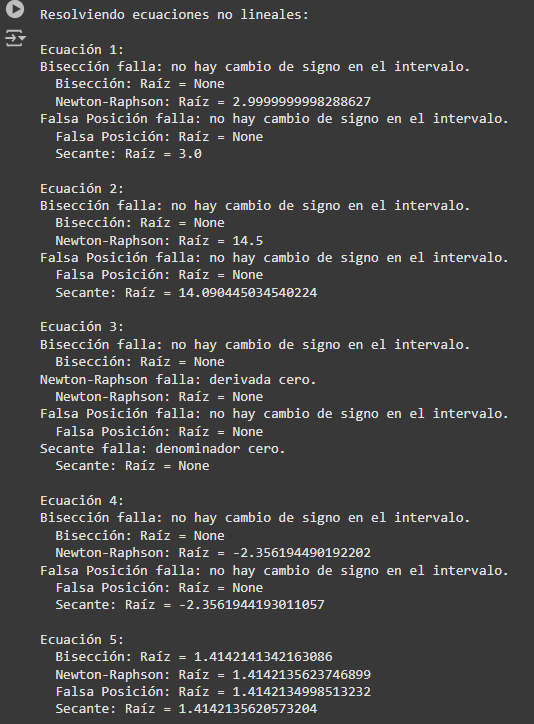 Resolviendo ecuaciones no lineales:
Ecuación 1:
Bisección falla: no hay cambio de signo en el intervalo.
Bisección: Raíz = None
Newton-Raphson: Raíz = 2.9999999998288627
Falsa Posición falla: no hay cambio de signo en el intervalo.
Falsa Posición: Raíz = None
Secante: Raíz = 3.0
Ecuación 2:
Bisección falla: no hay cambio de signo en el intervalo.
Bisección: Raíz = None
Newton-Raphson: Raíz = 14.5
Falsa Posición falla: no hay cambio de signo en el intervalo.
Falsa Posición: Raíz = None
Secante: Raíz = 14.090445034540224
Ecuación 3:
Bisección falla: no hay cambio de signo en el intervalo.
Bisección: Raíz = None
Newton-Raphson falla: derivada cero.
Newton-Raphson: Raíz = None
Falsa Posición falla: no hay cambio de signo en el intervalo.
Falsa Posición: Raíz = None
Secante falla: denominador cero.
Secante: Raíz = None
Ecuación 4:
Bisección falla: no hay cambio de signo en el intervalo.
Bisección: Raíz = None
Newton-Raphson: Raíz = -2.356194490192202
Falsa Posición falla: no hay cambio de signo en el intervalo.
Falsa Posición: Raíz = None
Secante: Raíz = -2.3561944193011057
Ecuación 5:
Bisección: Raíz = 1.4142141342163086
Newton-Raphson: Raíz = 1.4142135623746899
Falsa Posición: Raíz = 1.4142134998513232
Secante: Raíz = 1.4142135620573204